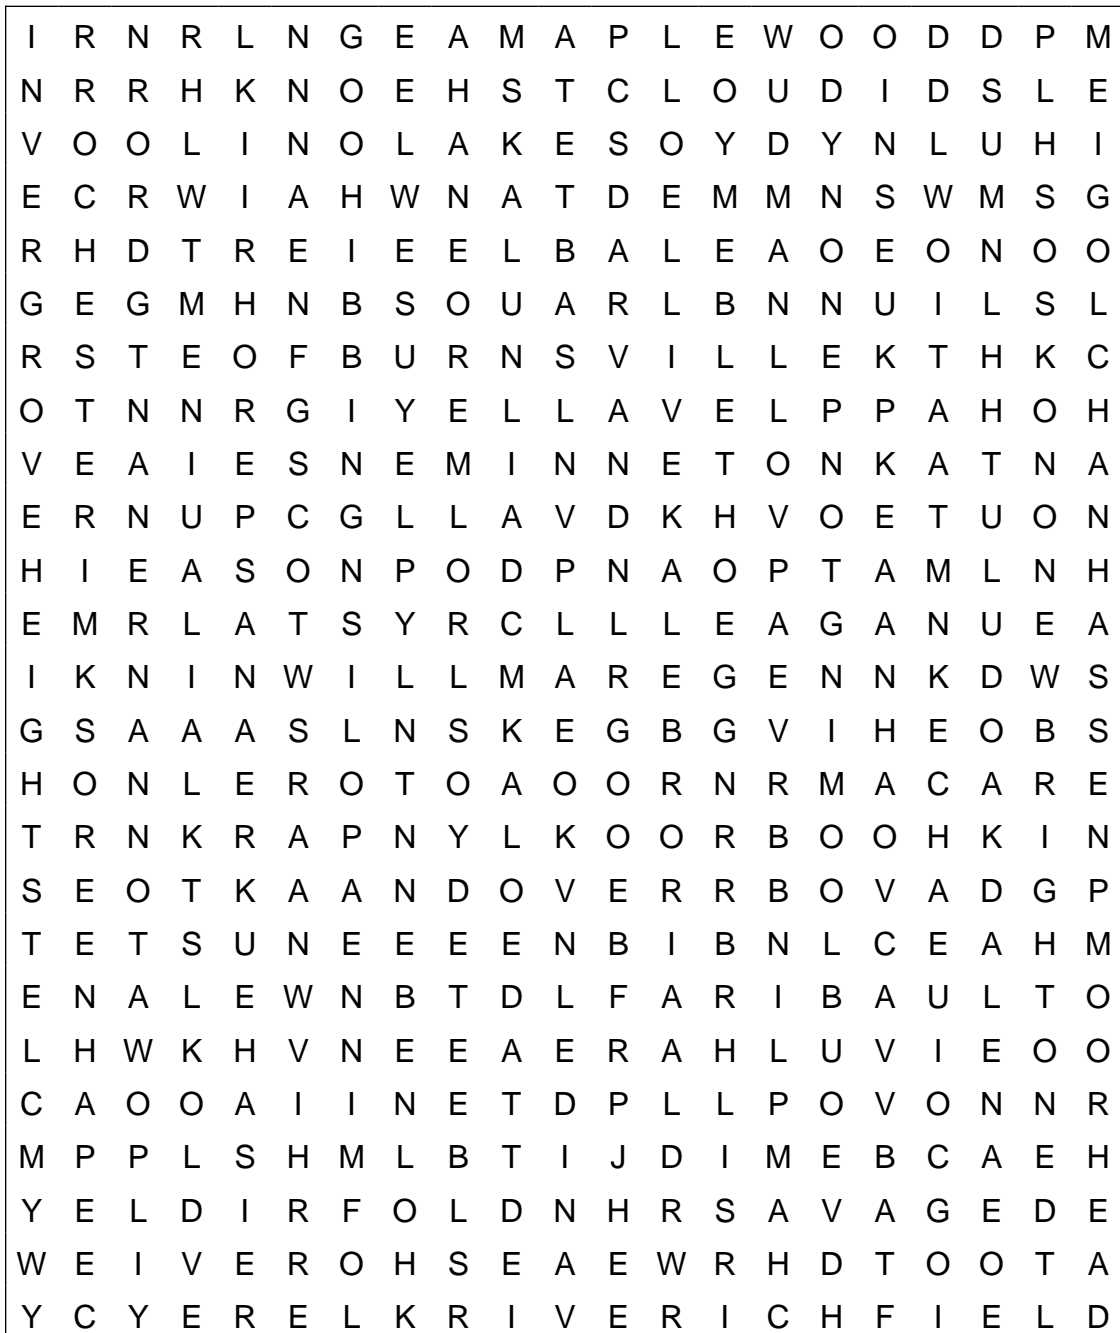 I R N R L N G E A M A P L E W O O D D P M
N R R H K N O E H S T C L O U D I D S L E
V O O L I N O L A K E S O Y D Y N L U H I
E C R W I A H W N A T D E M M N S W M S G
R H D T R E I E E L B A L E A O E O N O O
G E G M H N B S O U A R L B N N U I L S L
R S T E O F B U R N S V I L L E K T H K C
O T N N R G I Y E L L A V E L P P A H O H
V E A I E S N E M I N N E T O N K A T N A
E R N U P C G L L A V D K H V O E T U O N
H I E A S O N P O D P N A O P T A M L N H
E M R L A T S Y R C L L L E A G A N U E A
I K N I N W I L L M A R E G E N N K D W S
G S A A A S L N S K E G B G V I H E O B S
H O N L E R O T O A O O R N R M A C A R E
T R N K R A P N Y L K O O R B O O H K I N
S E O T K A A N D O V E R R B O V A D G P
T E T S U N E E E E N B I B N L C E A H M
E N A L E W N B T D L F A R I B A U L T O
L H W K H V N E E A E R A H L U V I E O O
C A O O A I I N E T D P L L P O V O N N R
M P P L S H M L B T I J D I M E B C A E H
Y E L D I R F O L D N H R S A V A G E D E
W E I V E R O H S E A E W R H D T O O T A
Y C Y E R E L K R I V E R I C H F I E L D